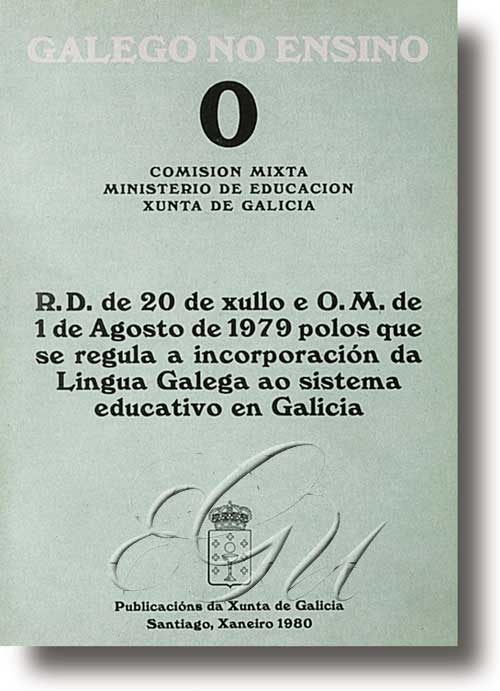 GALEGO NO ENSINO
0
COMISION MIXTA
MINISTERIO DE EDUCACION
XUNTA DE GALICIA
R.D. de 20 de xullo e O.M. de
1 de Agosto de 1979 polos que
se regula a incorporación da
Lingua Galega ao sistema
educativo en Galicia
EGU
Publicacións da Xunta de Galicia
Santiago, Xaneiro 1980